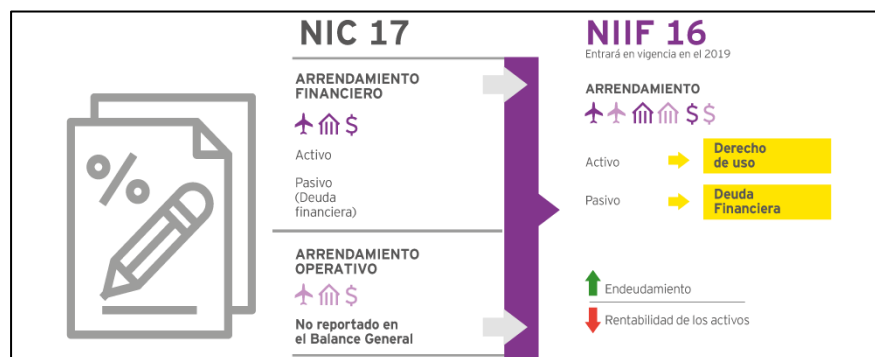 NIC 17
ARRENDAMIENTO
FINANCIERO
$
Activo
Pasivo
(Deuda
financiera)
ARRENDAMIENTO
OPERATIVO
$
No reportado en
el Balance General
%
NIIF 16
Entrará en vigencia en el 2019
ARRENDAMIENTO
$ $
Activo
Derecho
de uso
Pasivo
Deuda
Financiera
Endeudamiento
Rentabilidad de los activos